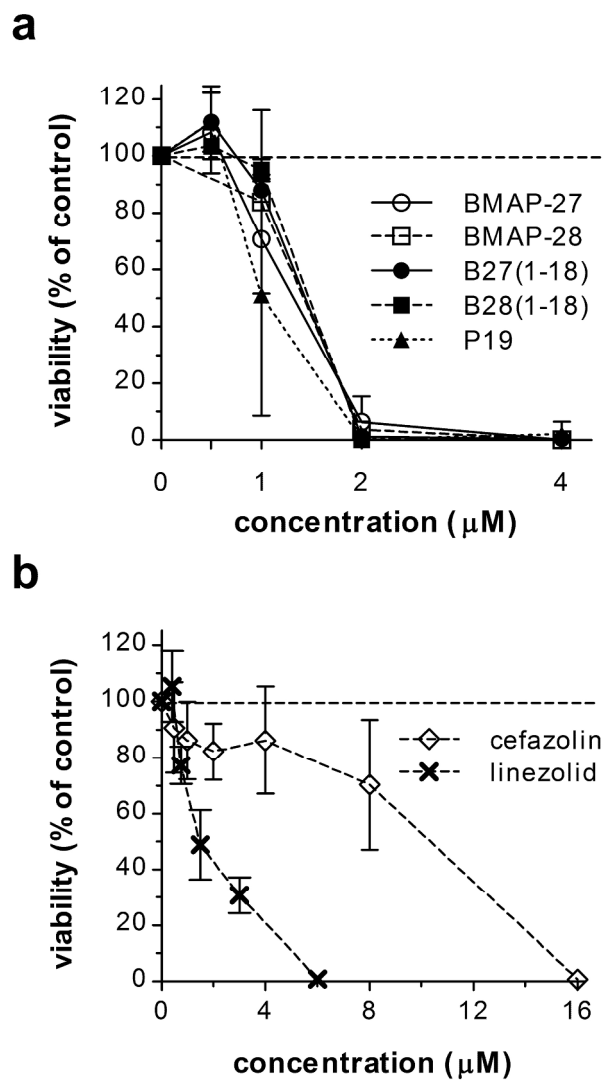 a
viability (% of control)
120
100
80
60
40
20
0
BMAP-27
BMAP-28
B27(1-18)
B28(1-18)
P19
0 1 2 4
concentration (μM)
b
viability (% of control)
120
100
80
60
40
20
0
cefazolin
linezolid
0 4 8 12 16
concentration (μM)